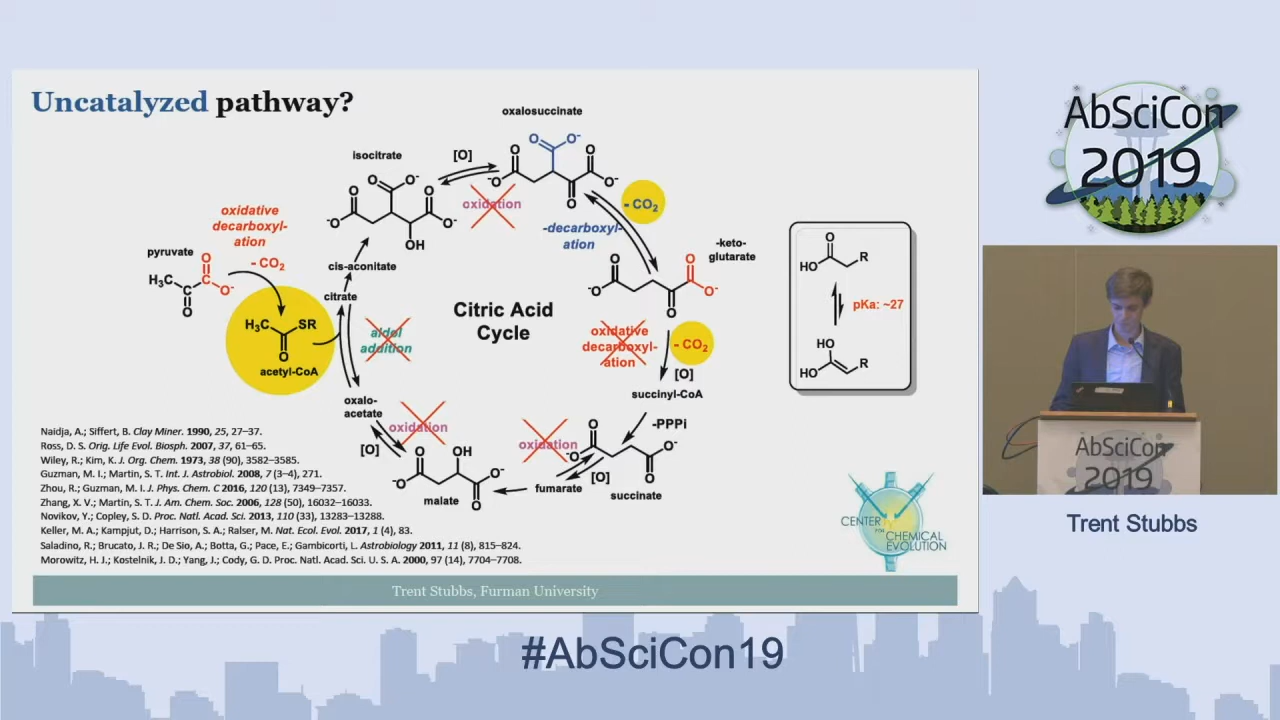 Uncatalyzed pathway?
oxalosuccinate
O
O-
O
O
-O
O-
O
isocitrate
[O]
oxidation
O
O-
O
O
-O
O-
OH
- CO2
-decarboxyl-
ation
-keto-
glutarate
O
O
-O
O-
O
oxidative
decarboxyl-
ation
- CO2
pyruvate
O
H3C
C
C
O-
O
cis-aconitate
citrate
Citric Acid
Cycle
H3C
SR
O
acetyl-CoA
aldol
addition
oxidative
decarboxyl-
ation
- CO2
[O]
succinyl-CoA
-PPPi
oxalo-
acetate
oxidation
[O]
O
OH
-O
O-
O
malate
oxidation
O
-O
O-
O
[O]
fumarate
succinate
O
HO
R
pKa: ~27
HO
HO
R
Naidja, A.; Siffert, B. Clay Miner. 1990, 25, 27–37.
Ross, D. S. Orig. Life Evol. Biosph. 2007, 37, 61–65.
Wiley, R.; Kim, K. J. Org. Chem. 1973, 38 (90), 3582–3585.
Guzman, M. I.; Martin, S. T. Int. J. Astrobiol. 2008, 7 (3–4), 271.
Zhou, R.; Guzman, M. I. J. Phys. Chem. C 2016, 120 (13), 7349–7357.
Zhang, X. V.; Martin, S. T. J. Am. Chem. Soc. 2006, 128 (50), 16032–16033.
Novikov, Y.; Copley, S. D. Proc. Natl. Acad. Sci. 2013, 110 (33), 13283–13288.
Keller, M. A.; Kampjut, D.; Harrison, S. A.; Ralser, M. Nat. Ecol. Evol. 2017, 1 (4), 83.
Saladino, R.; Brucato, J. R.; De Sio, A.; Botta, G.; Pace, E.; Gambicorti, L. Astrobiology 2011, 11 (8), 815–824.
Morowitz, H. J.; Kostelnik, J. D.; Yang, J.; Cody, G. D. Proc. Natl. Acad. Sci. U. S. A. 2000, 97 (14), 7704–7708.
CENTER
FOR
CHEMICAL
EVOLUTION
Trent Stubbs, Furman University
AbSciCon
2019
AbSciCon
2019
Trent Stubbs
#AbSciCon19